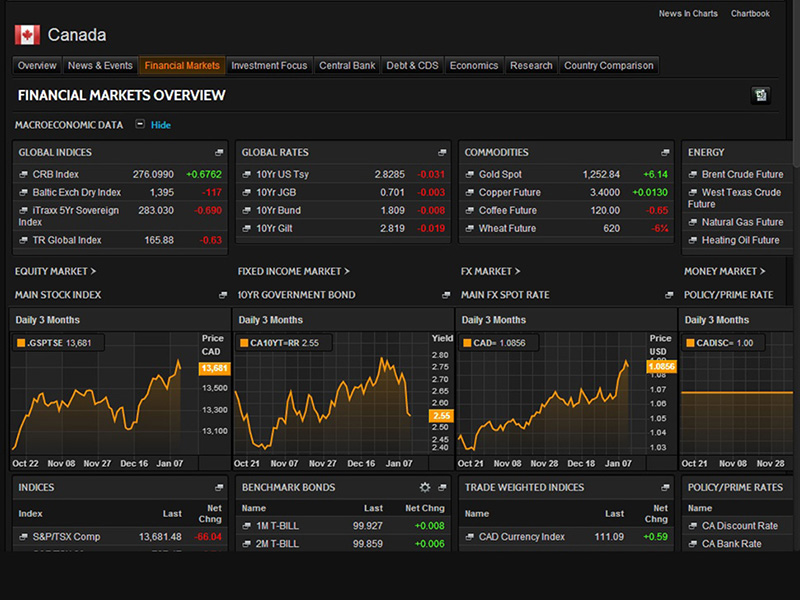 News In Charts Chartbook
Canada
Overview News & Events Financial Markets Investment Focus Central Bank Debt & CDS Economics Research Country Comparison
FINANCIAL MARKETS OVERVIEW
MACROECONOMIC DATA Hide
GLOBAL INDICES
CRB Index 276.0990 +0.6762
Baltic Exch Dry Index 1,395 -117
iTraxx 5Yr Sovereign Index 283.030 -0.690
TR Global Index 165.88 -0.63
GLOBAL RATES
10Yr US Tsy 2.8285 -0.031
10Yr JGB 0.701 -0.003
10Yr Bund 1.809 -0.008
10Yr Gilt 2.819 -0.019
COMMODITIES
Gold Spot 1,252.84 +6.14
Copper Future 3.4000 +0.0130
Coffee Future 120.00 -0.65
Wheat Future 620 -6¼
ENERGY
Brent Crude Future
West Texas Crude Future
Natural Gas Future
Heating Oil Future
EQUITY MARKET >
MAIN STOCK INDEX
Daily 3 Months
.GSPTSE 13,681
Price
CAD
13,681
13,500
13,300
13,100
Oct 22 Nov 08 Nov 27 Dec 16 Jan 07
FIXED INCOME MARKET >
10YR GOVERNMENT BOND
Daily 3 Months
CA10YT=RR 2.55
Yield
2.80
2.75
2.70
2.65
2.60
2.55
2.50
2.45
2.40
Oct 21 Nov 07 Nov 27 Dec 16 Jan 07
FX MARKET >
MAIN FX SPOT RATE
Daily 3 Months
CAD= 1.0856
Price
USD
1.0856
1.08
1.07
1.06
1.05
1.04
1.03
Oct 21 Nov 08 Nov 28 Dec 18 Jan 07
MONEY MARKET >
POLICY/PRIME RATE
Daily 3 Months
CADISC= 1.00
Oct 21 Nov 08 Nov 28
INDICES
Index Last Net Chng
S&P/TSX Comp 13,681.48 -66.04
BENCHMARK BONDS
Name Last Net Chng
1M T-BILL 99.927 +0.008
2M T-BILL 99.859 +0.006
TRADE WEIGHTED INDICES
Name Last Net Chng
CAD Currency Index 111.09 +0.59
POLICY/PRIME RATES
Name
CA Discount Rate
CA Bank Rate